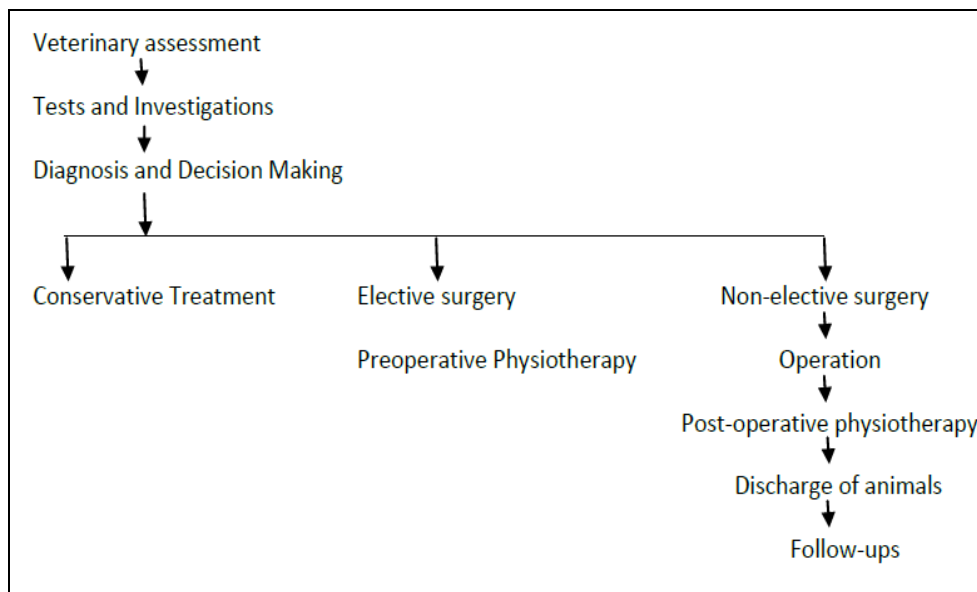 Veterinary assessment
Tests and Investigations
Diagnosis and Decision Making
Conservative Treatment
Elective surgery
Non-elective surgery
Preoperative Physiotherapy
Operation
Post-operative physiotherapy
Discharge of animals
Follow-ups